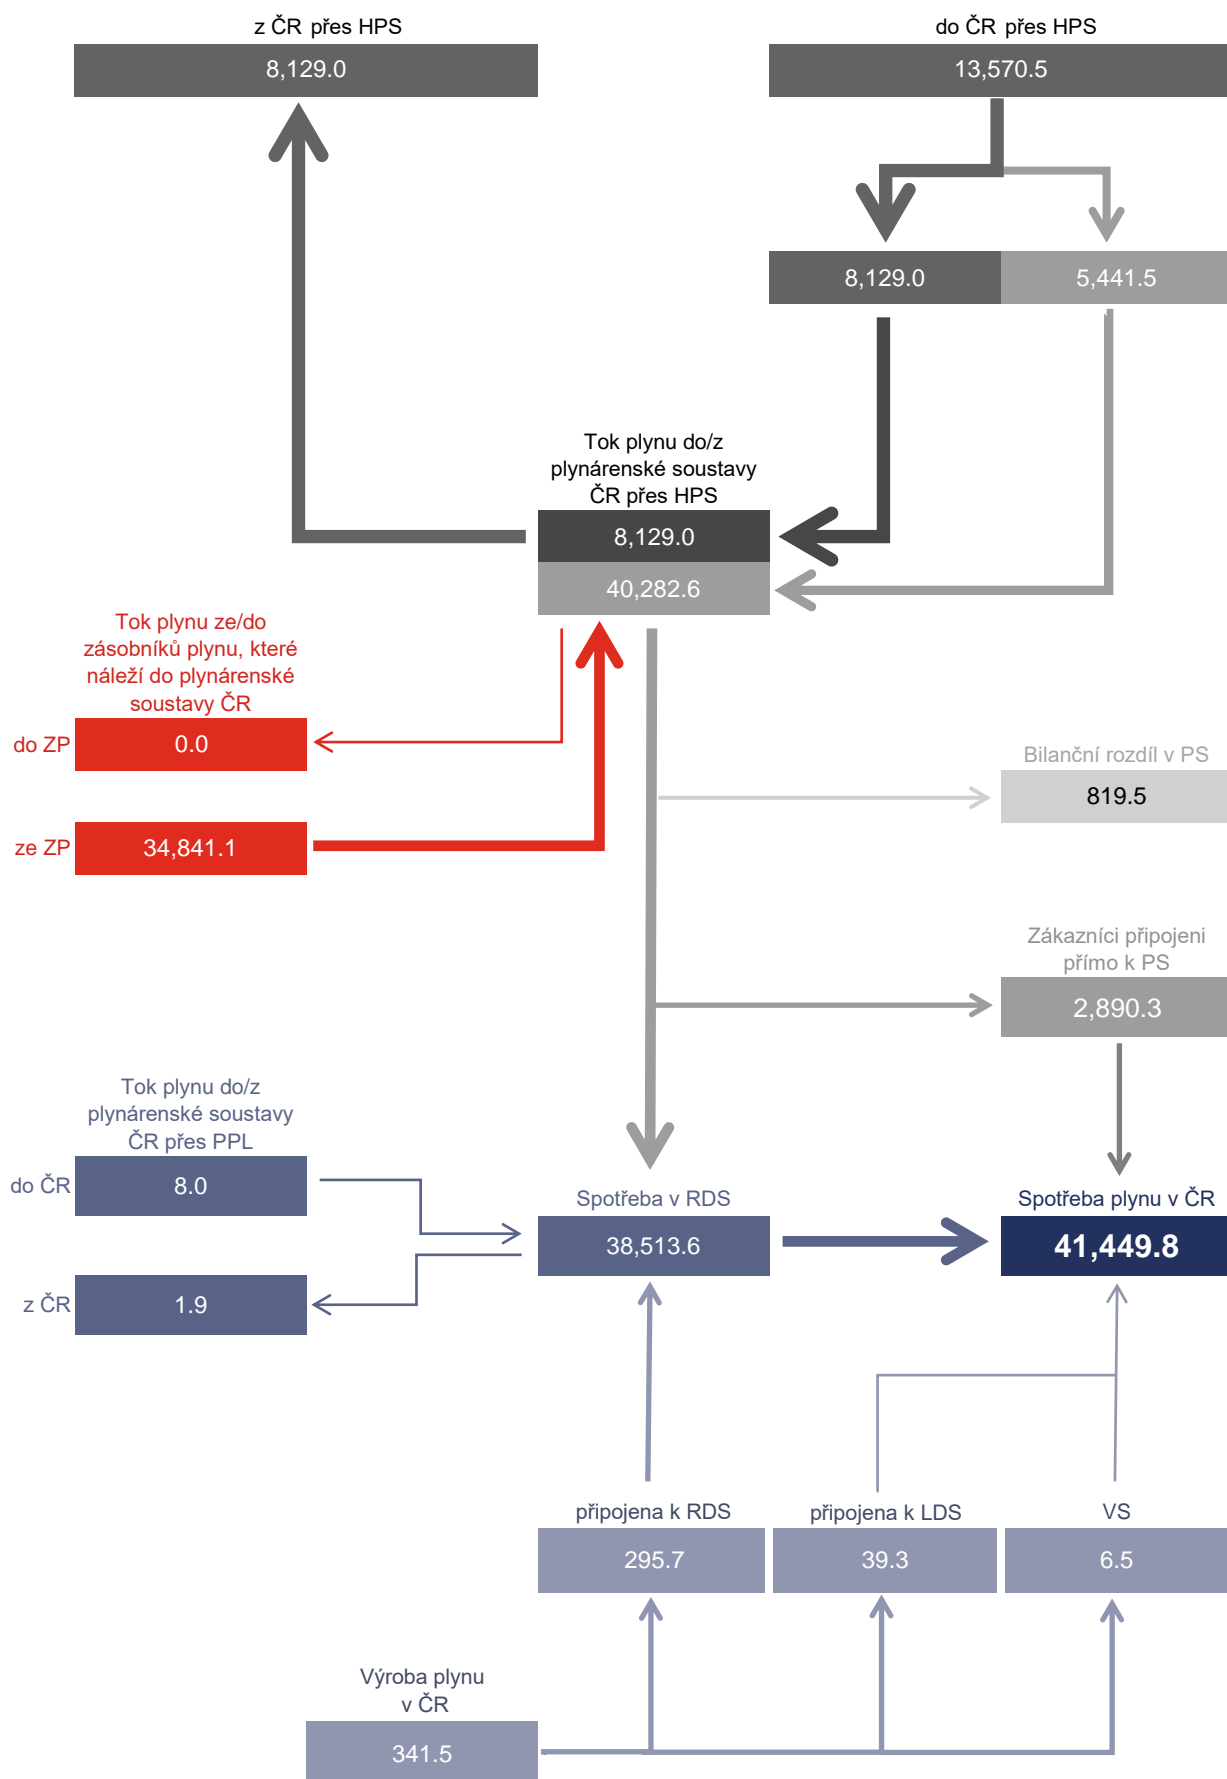 z ČR přes HPS
do ČR přes HPS
8,129.0
13,570.5
8,129.0
5,441.5
Tok plynu do/z
plynárenské soustavy
ČR přes HPS
8,129.0
40,282.6
Tok plynu ze/do
zásobníků plynu, které
náleží do plynárenské
soustavy ČR
do ZP
0.0
Bilanční rozdíl v PS
819.5
ze ZP
34,841.1
Zákazníci připojeni
přímo k PS
2,890.3
Tok plynu do/z
plynárenské soustavy
ČR přes PPL
do ČR
8.0
Spotřeba v RDS
Spotřeba plynu v ČR
38,513.6
41,449.8
z ČR
1.9
připojena k RDS
připojena k LDS
VS
295.7
39.3
6.5
Výroba plynu
v ČR
341.5